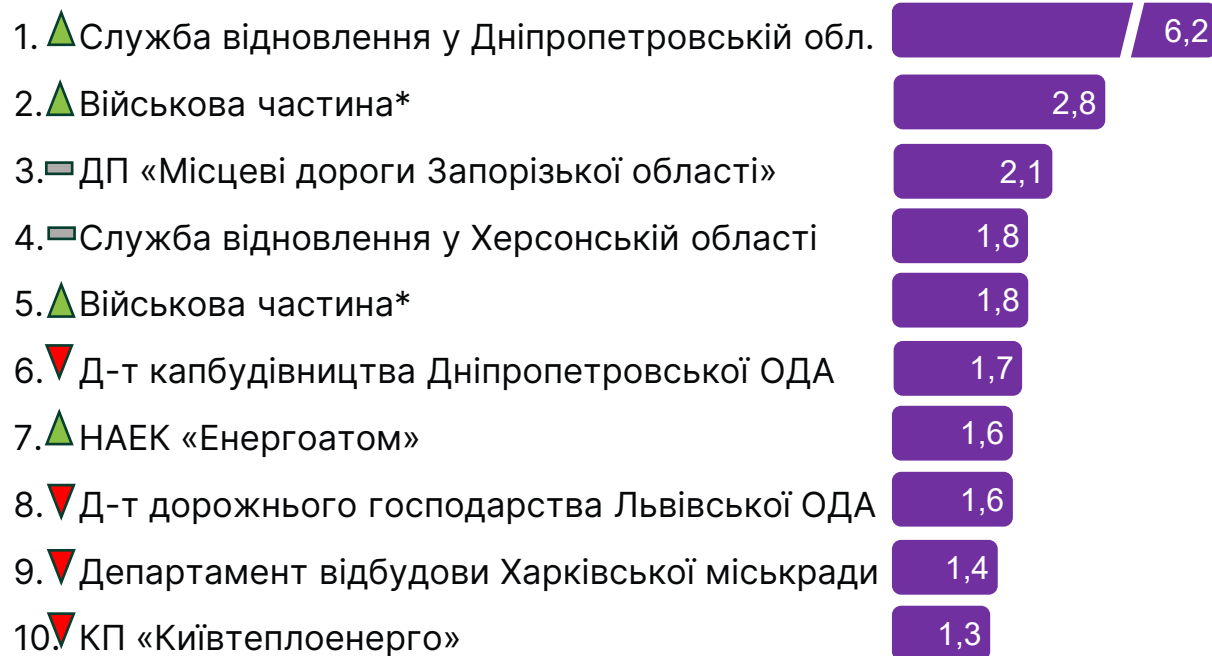 1. Служба відновлення у Дніпропетровській обл. 6,2
2. Військова частина* 2,8
3. ДП «Місцеві дороги Запорізької області» 2,1
4. Служба відновлення у Херсонській області 1,8
5. Військова частина* 1,8
6. Д-т капбудівництва Дніпропетровської ОДА 1,7
7. НАЕК «Енергоатом» 1,6
8. Д-т дорожнього господарства Львівської ОДА 1,6
9. Департамент відбудови Харківської міськради 1,4
10. КП «Київтеплоенерго» 1,3